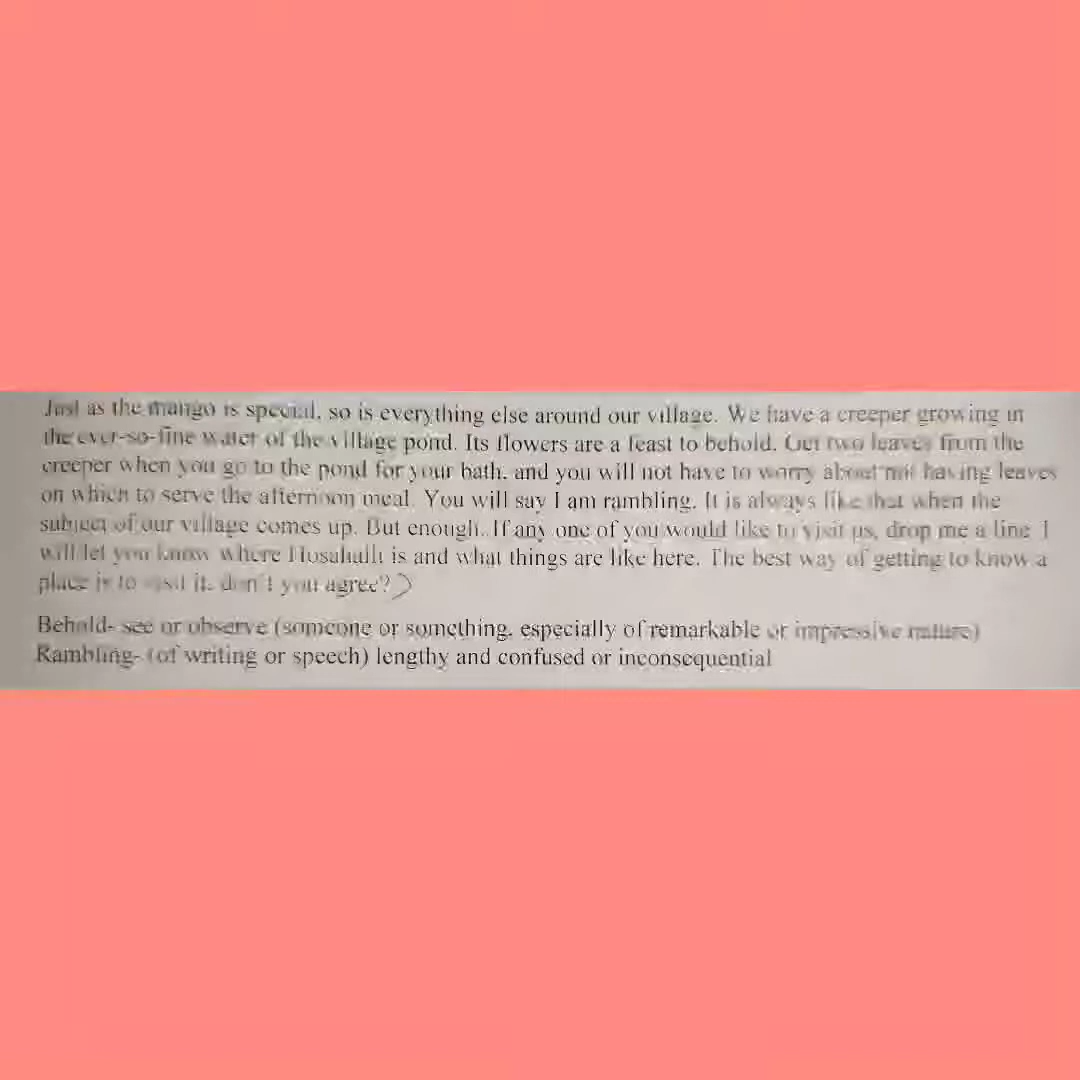 Just as the mango is special, so is everything else around our village. We have a creeper growing in
the ever-so-fine water of the village pond. Its flowers are a feast to behold. Get two leaves from the
creeper when you go to the pond for your bath, and you will not have to worry about not having leaves
on which to serve the afternoon meal. You will say I am rambling. It is always like that when the
subject of our village comes up. But enough. If any one of you would like to visit us, drop me a line. I
will let you know where Hosahalli is and what things are like here. The best way of getting to know a
place is to visit it, don't you agree?)
Behold- see or observe (someone or something, especially of remarkable or impressive nature)
Rambling- (of writing or speech) lengthy and confused or inconsequential